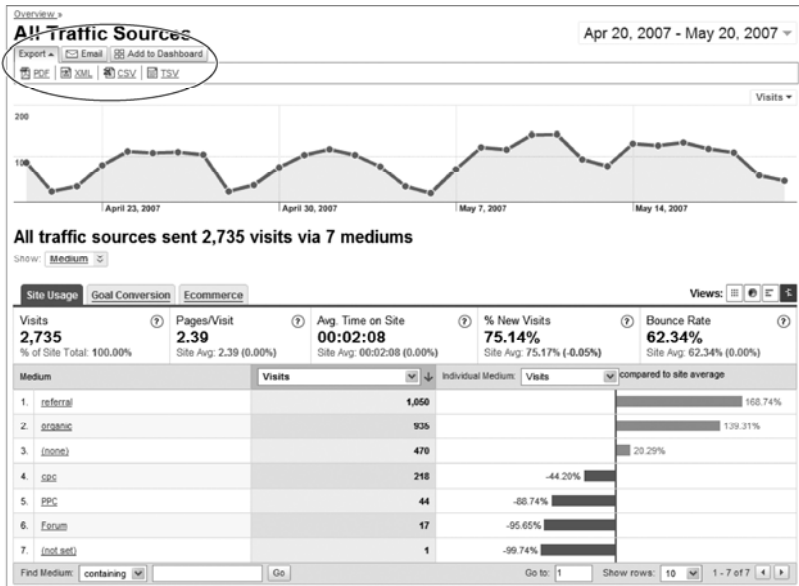 Overview »
All Traffic Sources
Apr 20, 2007 - May 20, 2007
Export Email Add to Dashboard
PDF XML CSV TSV
Visits
200
100
April 23, 2007 April 30, 2007 May 7, 2007 May 14, 2007
All traffic sources sent 2,735 visits via 7 mediums
Show: Medium
Site Usage Goal Conversion Ecommerce Views:
Visits ? Pages/Visit ? Avg. Time on Site ? % New Visits ? Bounce Rate ?
2,735 2.39 00:02:08 75.14% 62.34%
% of Site Total: 100.00% Site Avg: 2.39 (0.00%) Site Avg: 00:02:08 (0.00%) Site Avg: 75.17% (-0.05%) Site Avg: 62.34% (0.00%)
Medium Visits Individual Medium: Visits compared to site average
1. referral 1,050 168.74%
2. organic 935 139.31%
3. (none) 470 20.29%
4. cpc 218 -44.20%
5. PPC 44 -88.74%
6. Forum 17 -95.65%
7. (not set) 1 -99.74%
Find Medium: containing Go Go to: 1 Show rows: 10 1 - 7 of 7